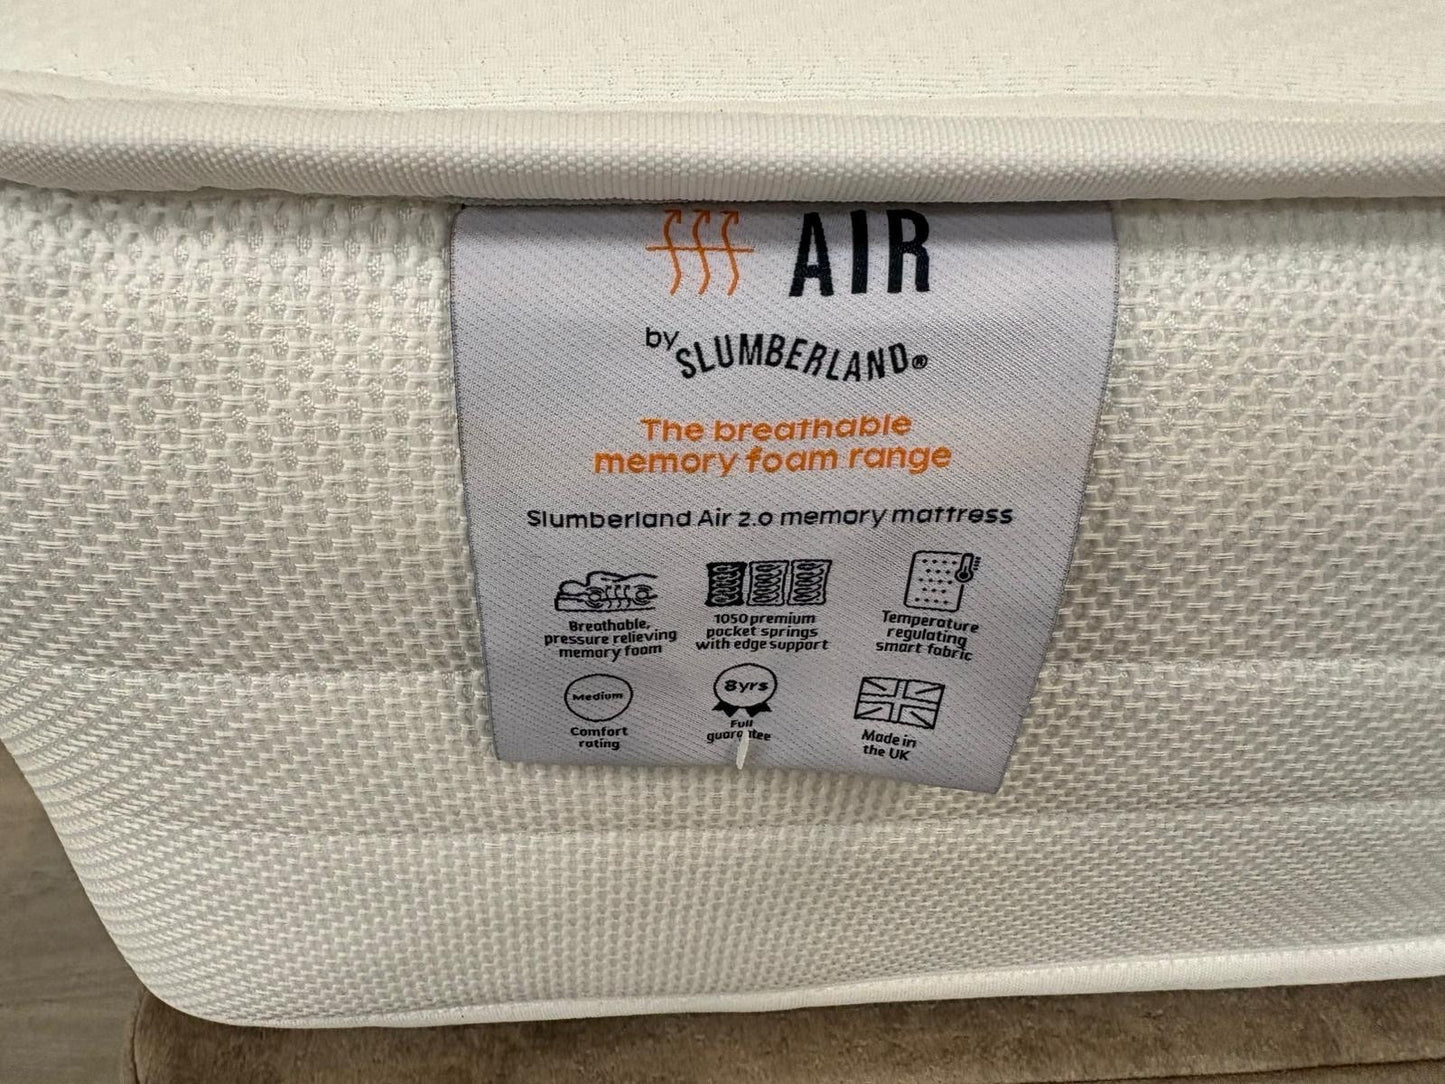 AIR
by SLUMBERLAND®
The breathable
memory foam range
Slumberland Air 2.0 memory mattress
Breathable,
pressure relieving
memory foam
1050 premium
pocket springs
with edge support
Temperature
regulating
smart fabric
Medium
Comfort
rating
8yrs
Full
guarantee
Made in
the UK